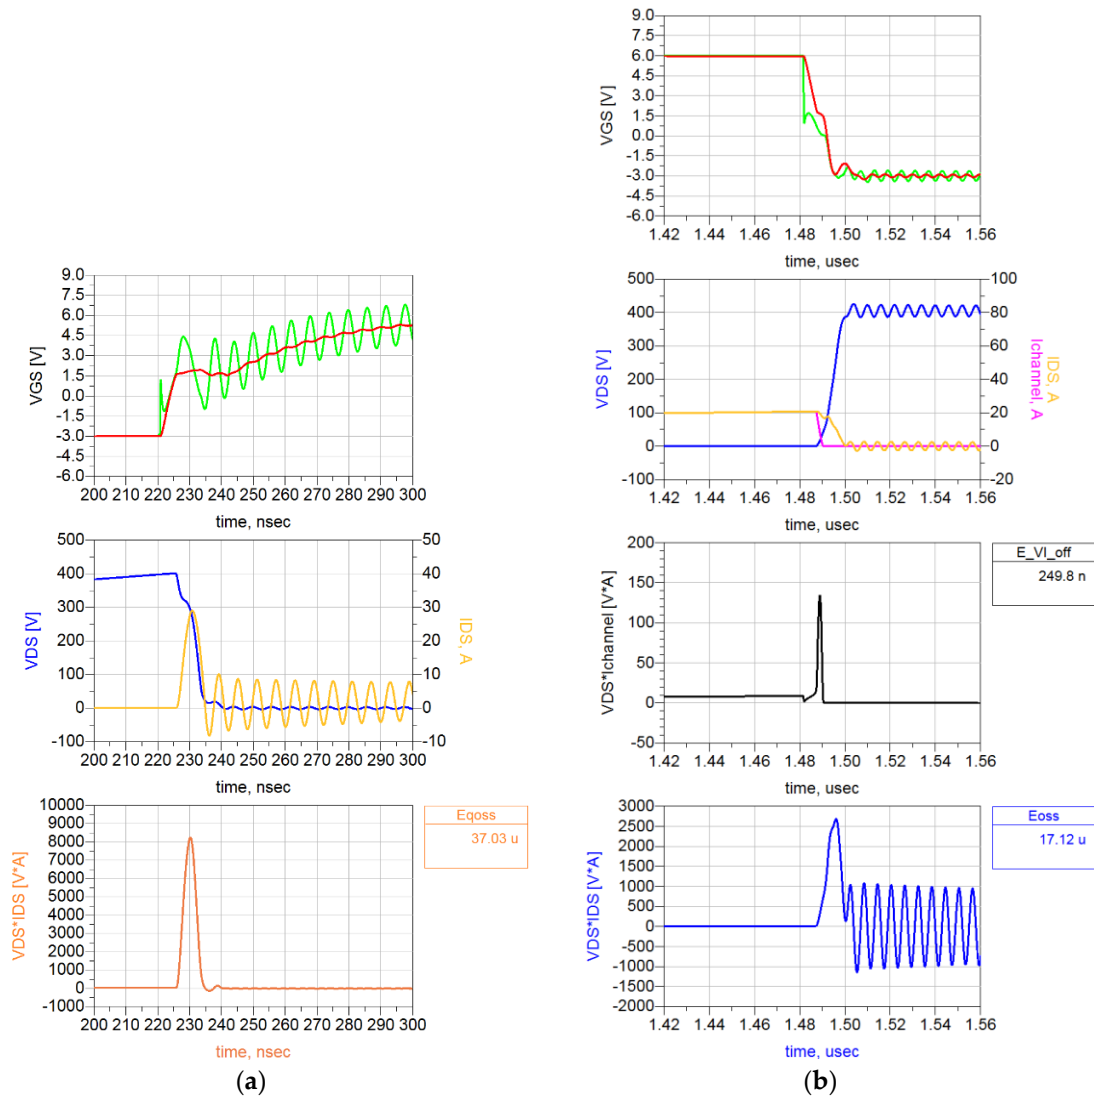 9.0
7.5
6.0
4.5
3.0
1.5
0.0
-1.5
-3.0
-4.5
-6.0
VGS [V]
200 210 220 230 240 250 260 270 280 290 300
time, nsec
500
400
300
200
100
0
-100
VDS [V]
50
40
30
20
10
0
-10
IDS, A
200 210 220 230 240 250 260 270 280 290 300
time, nsec
10000
9000
8000
7000
6000
5000
4000
3000
2000
1000
0
-1000
VDS*IDS [V*A]
200 210 220 230 240 250 260 270 280 290 300
time, nsec
Eqoss
37.03 u
(a)
9.0
7.5
6.0
4.5
3.0
1.5
0.0
-1.5
-3.0
-4.5
-6.0
VGS [V]
1.42 1.44 1.46 1.48 1.50 1.52 1.54 1.56
time, usec
500
400
300
200
100
0
-100
VDS [V]
100
80
60
40
20
0
-20
IDS, A
Ichannel, A
1.42 1.44 1.46 1.48 1.50 1.52 1.54 1.56
time, usec
200
150
100
50
0
-50
VDS*Ichannel [V*A]
1.42 1.44 1.46 1.48 1.50 1.52 1.54 1.56
time, usec
E_VI_off
249.8 n
3000
2500
2000
1500
1000
500
0
-500
-1000
-1500
-2000
VDS*IDS [V*A]
1.42 1.44 1.46 1.48 1.50 1.52 1.54 1.56
time, usec
Eoss
17.12 u
(b)